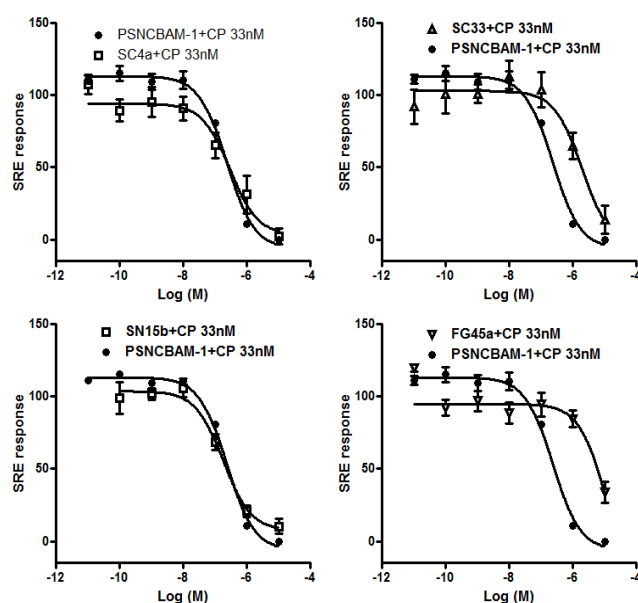 PSNCBAM-1+CP 33nM
SC4a+CP 33nM
SRE response
150
100
50
0
-12
-10
-8
-6
-4
Log (M)
SC33+CP 33nM
PSNCBAM-1+CP 33nM
SRE response
150
100
50
0
-12
-10
-8
-6
-4
Log (M)
SN15b+CP 33nM
PSNCBAM-1+CP 33nM
SRE response
150
100
50
0
-12
-10
-8
-6
-4
Log (M)
FG45a+CP 33nM
PSNCBAM-1+CP 33nM
SRE response
150
100
50
0
-12
-10
-8
-6
-4
Log (M)